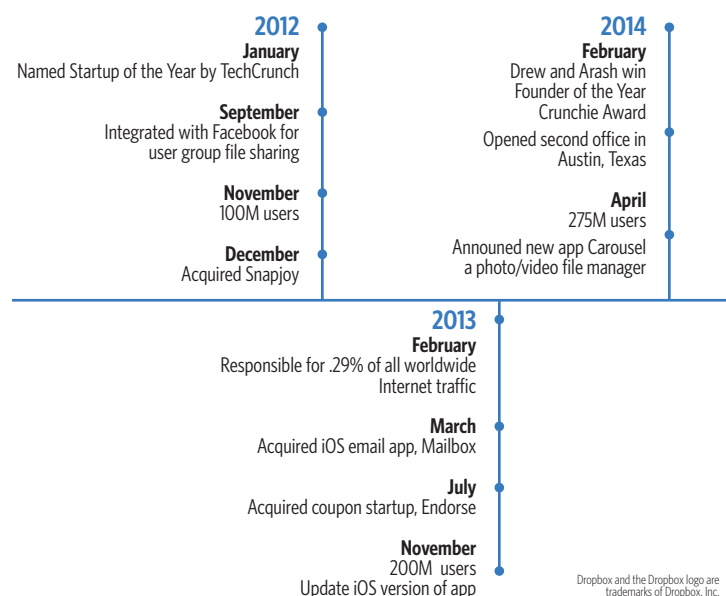 2012
January
Named Startup of the Year by TechCrunch
September
Integrated with Facebook for
user group file sharing
November
100M users
December
Acquired Snapjoy
2014
February
Drew and Arash win
Founder of the Year
Crunchie Award
Opened second office in
Austin, Texas
April
275M users
Announed new app Carousel
a photo/video file manager
2013
February
Responsible for .29% of all worldwide
Internet traffic
March
Acquired iOS email app, Mailbox
July
Acquired coupon startup, Endorse
November
200M users
Update iOS version of app
Dropbox and the Dropbox logo are
trademarks of Dropbox, Inc.